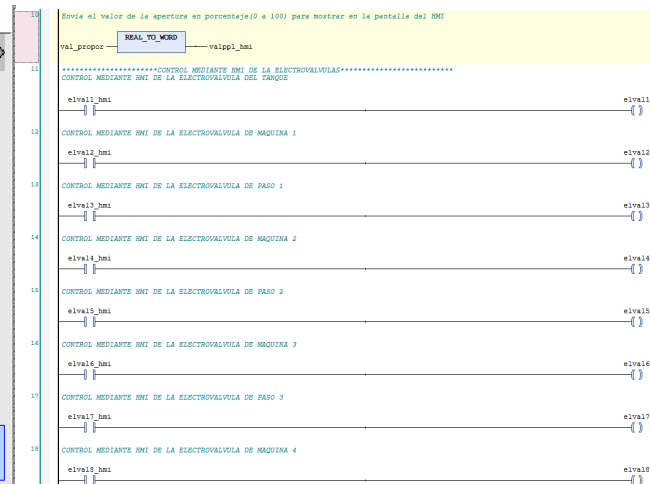 10 Envia el valor de la apertura en porcentaje(0 a 100) para mostrar en la pantalla del HMI
REAL_TO_WORD
val_propor valpp1_hmi
11 **********************CONTROL MEDIANTE HMI DE LA ELECTROVALVULAS**************************
CONTROL MEDIANTE HMI DE LA ELECTROVALVULA DEL TANQUE
elval1_hmi elval1
12 CONTROL MEDIANTE HMI DE LA ELECTROVALVULA DE MAQUINA 1
elval2_hmi elval2
13 CONTROL MEDIANTE HMI DE LA ELECTROVALVULA DE PASO 1
elval3_hmi elval3
14 CONTROL MEDIANTE HMI DE LA ELECTROVALVULA DE MAQUINA 2
elval4_hmi elval4
15 CONTROL MEDIANTE HMI DE LA ELECTROVALVULA DE PASO 2
elval5_hmi elval5
16 CONTROL MEDIANTE HMI DE LA ELECTROVALVULA DE MAQUINA 3
elval6_hmi elval6
17 CONTROL MEDIANTE HMI DE LA ELECTROVALVULA DE PASO 3
elval7_hmi elval7
18 CONTROL MEDIANTE HMI DE LA ELECTROVALVULA DE MAQUINA 4
elval8_hmi elval8